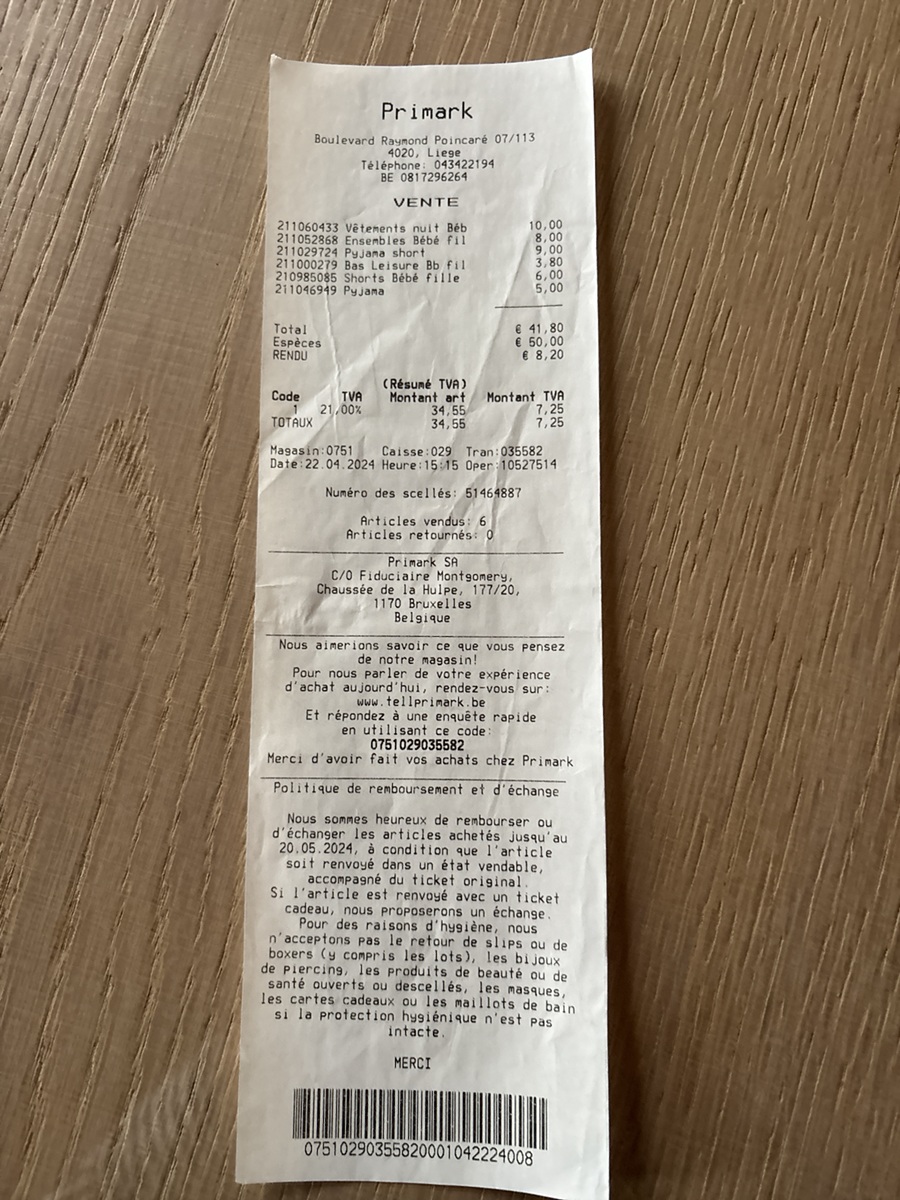 Primark
Boulevard Raymond Poincaré 07/113
4020, Liege
Téléphone: 043422194
BE 0817296264
VENTE
211060433 Vêtements nuit Béb 10,00
211052868 Ensembles Bébé fil 8,00
211029724 Pyjama short 9,00
211000279 Bas Leisure Bb fil 3,80
210985085 Shorts Bébé fille 6,00
211046949 Pyjama 5,00
Total € 41,80
Espèces € 50,00
RENDU € 8,20
(Résumé TVA)
Code TVA Montant art Montant TVA
1 21,00% 34,55 7,25
TOTAUX 34,55 7,25
Magasin:0751 Caisse:029 Tran:035582
Date:22.04.2024 Heure:15:15 Oper:10527514
Numéro des scellés: 51464887
Articles vendus: 6
Articles retournés: 0
Primark SA
C/O Fiduciaire Montgomery,
Chaussée de la Hulpe, 177/20,
1170 Bruxelles
Belgique
Nous aimerions savoir ce que vous pensez
de notre magasin!
Pour nous parler de votre expérience
d'achat aujourd'hui, rendez-vous sur:
www.tellprimark.be
Et répondez à une enquête rapide
en utilisant ce code:
0751029035582
Merci d'avoir fait vos achats chez Primark
Politique de remboursement et d'échange
Nous sommes heureux de rembourser ou
d'échanger les articles achetés jusqu'au
20.05.2024, à condition que l'article
soit renvoyé dans un état vendable,
accompagné du ticket original.
Si l'article est renvoyé avec un ticket
cadeau, nous proposerons un échange.
Pour des raisons d'hygiène, nous
n'acceptons pas le retour de slips ou de
boxers (y compris les lots), les bijoux
de piercing, les produits de beauté ou de
santé ouverts ou descellés, les masques,
les cartes cadeaux ou les maillots de bain
si la protection hygiénique n'est pas
intacte.
MERCI
07510290355820001042224008